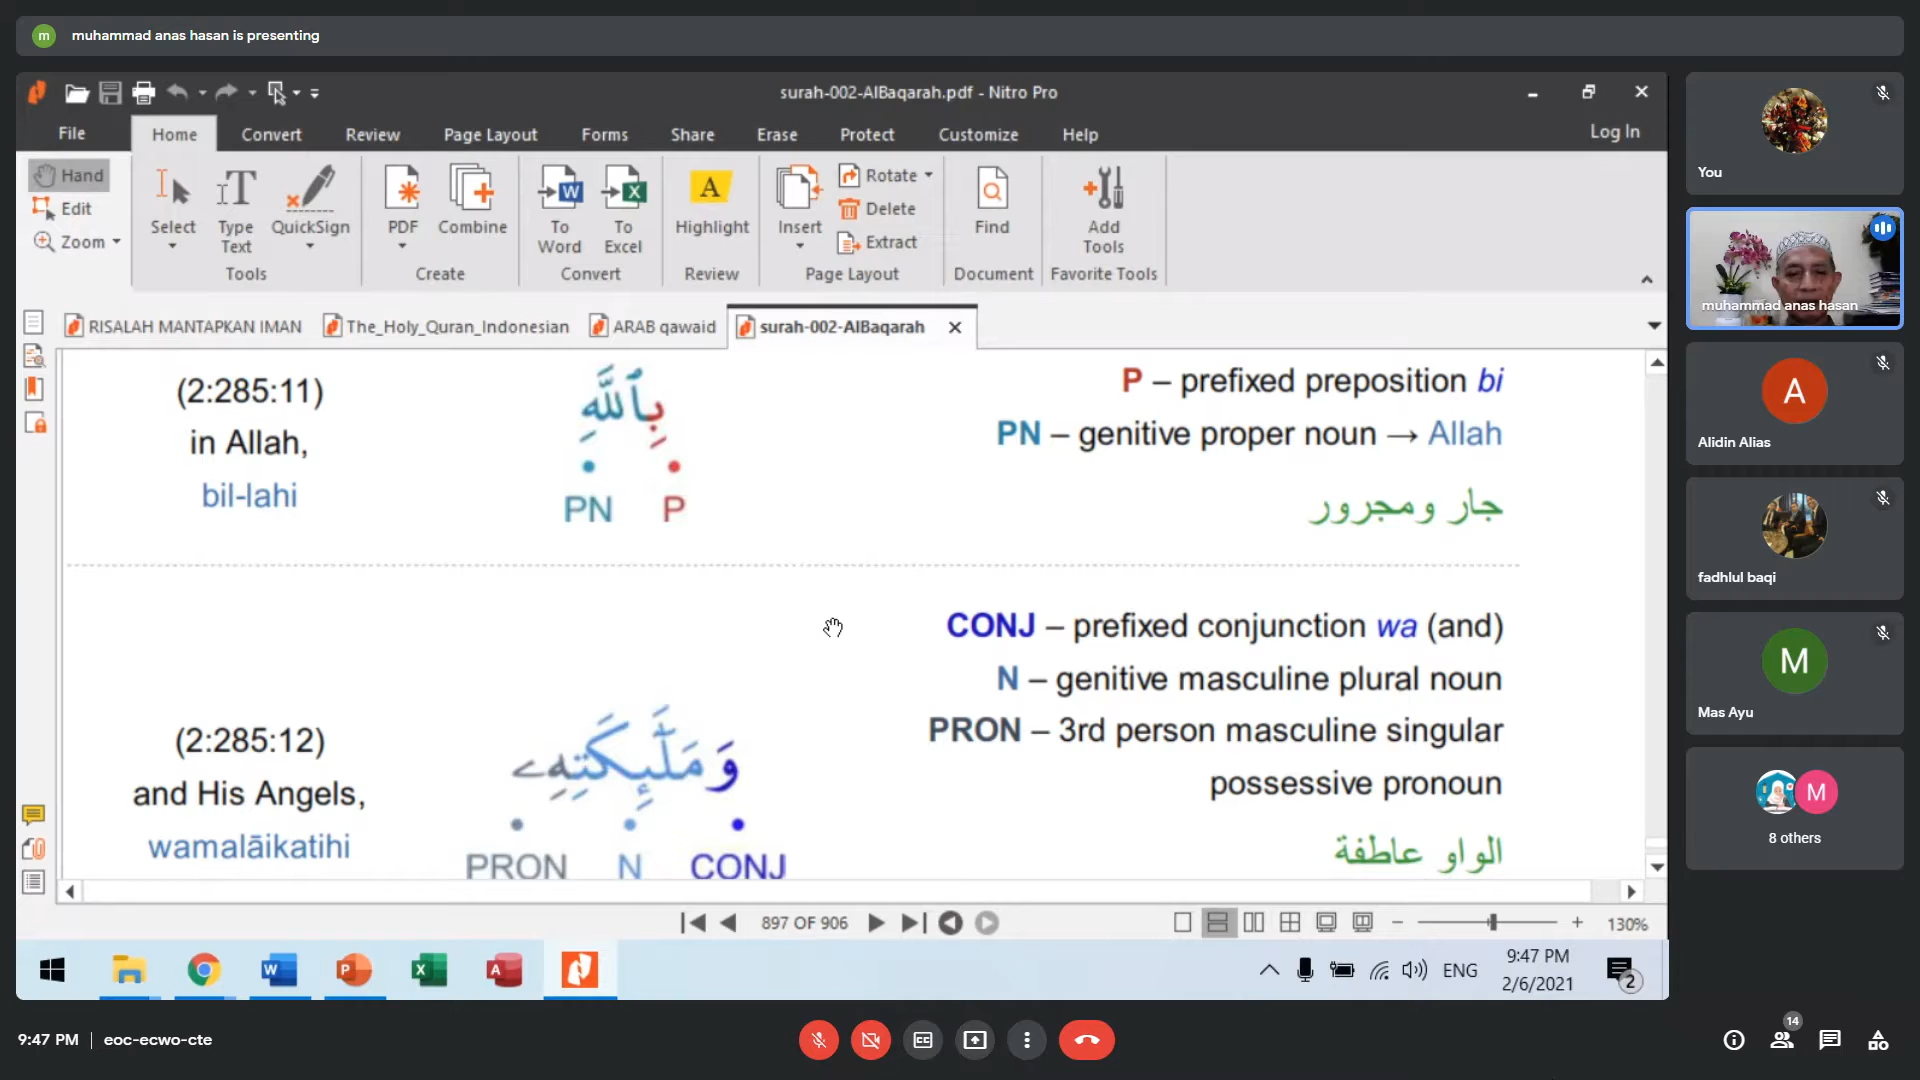 m
muhammad anas hasan is presenting
surah-002-AlBaqarah.pdf - Nitro Pro
File
Home
Convert
Review
Page Layout
Forms
Share
Erase
Protect
Customize
Help
Log In
Hand
Edit
Zoom
Select
Type
Text
QuickSign
Tools
PDF
Combine
Create
To
Word
To
Excel
Convert
Highlight
Review
Insert
Rotate
Delete
Extract
Page Layout
Find
Document
Add
Tools
Favorite Tools
RISALAH MANTAPKAN IMAN
The_Holy_Quran_Indonesian
ARAB qawaid
surah-002-AlBaqarah
(2:285:11)
in Allah,
bil-lahi
بِٱللَّهِ
PN P
P – prefixed preposition bi
PN – genitive proper noun → Allah
جار ومجرور
(2:285:12)
and His Angels,
wamalāikatihi
وَمَلَٰٓئِكَتِهِۦ
PRON N CONJ
CONJ – prefixed conjunction wa (and)
N – genitive masculine plural noun
PRON – 3rd person masculine singular
possessive pronoun
الواو عاطفة
897 OF 906
130%
ENG
9:47 PM
2/6/2021
2
You
muhammad anas hasan
A
Alidin Alias
fadhlul baqi
M
Mas Ayu
M
8 others
9:47 PM | eoc-ecwo-cte
14